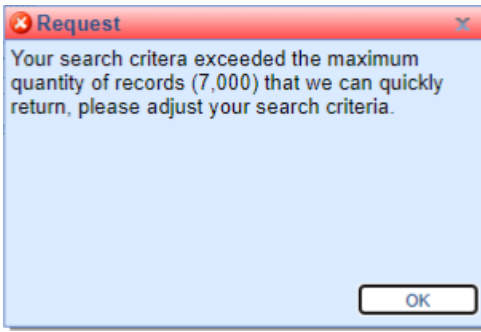 Request
Your search critera exceeded the maximum
quantity of records (7,000) that we can quickly
return, please adjust your search criteria.
OK